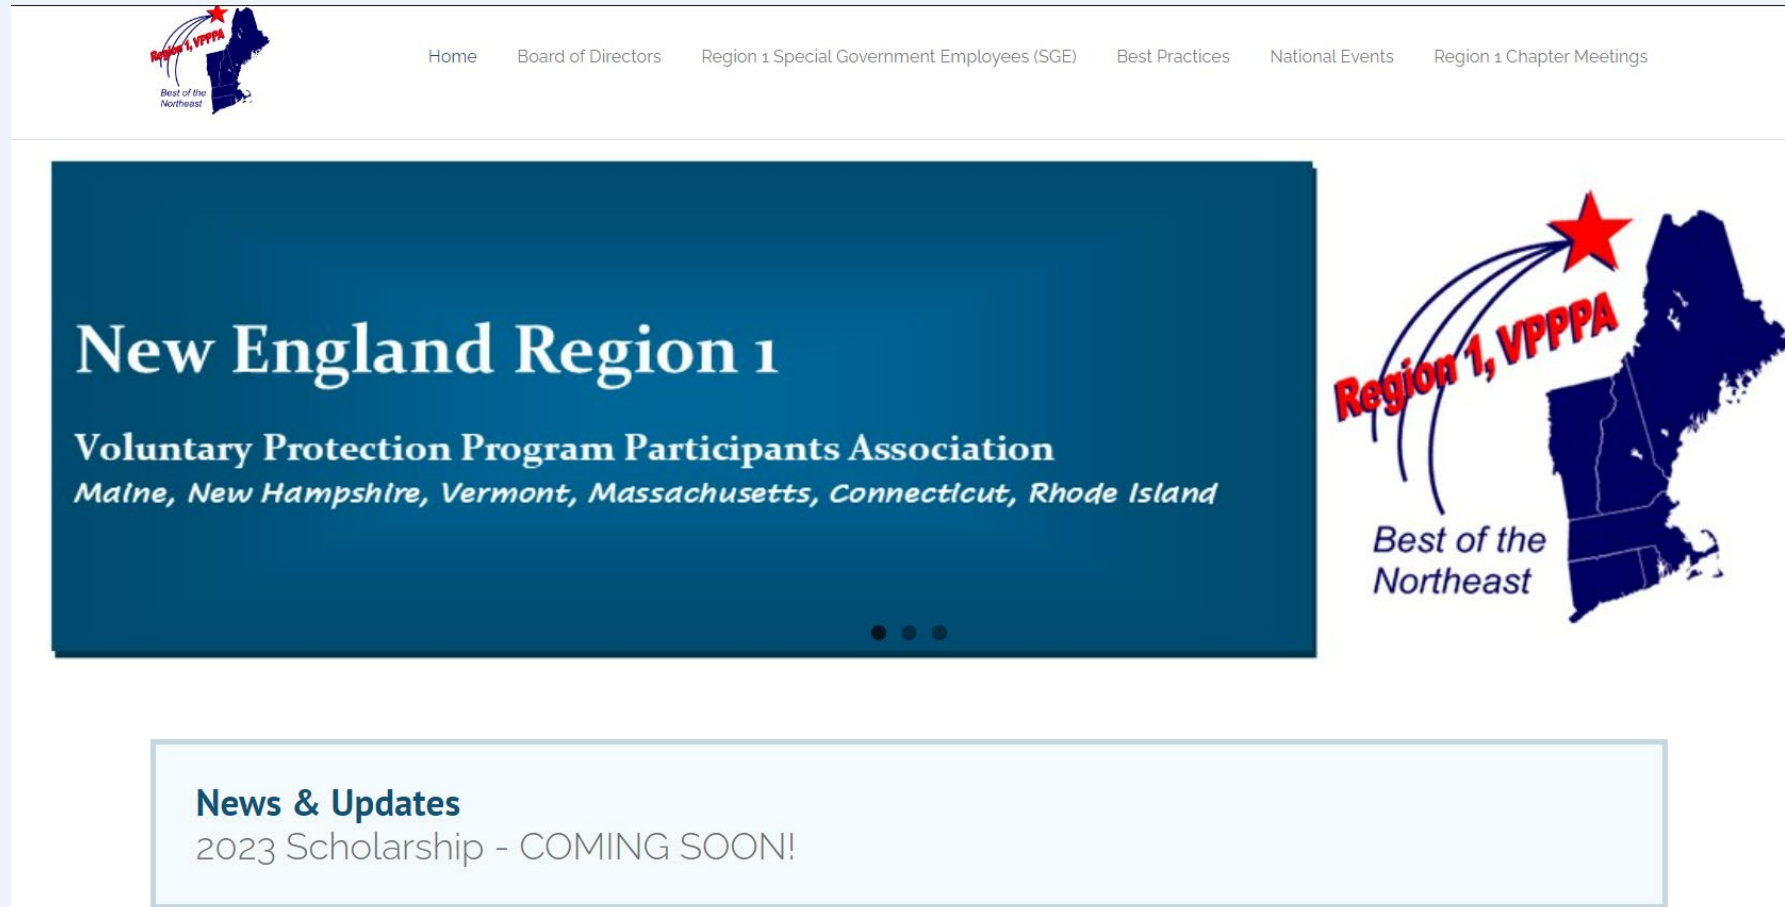 Region 1, VPPPA
Best of the
Northeast
Home Board of Directors Region 1 Special Government Employees (SGE) Best Practices National Events Region 1 Chapter Meetings
New England Region 1
Voluntary Protection Program Participants Association
Maine, New Hampshire, Vermont, Massachusetts, Connecticut, Rhode Island
Region 1, VPPPA
Best of the
Northeast
News & Updates
2023 Scholarship - COMING SOON!